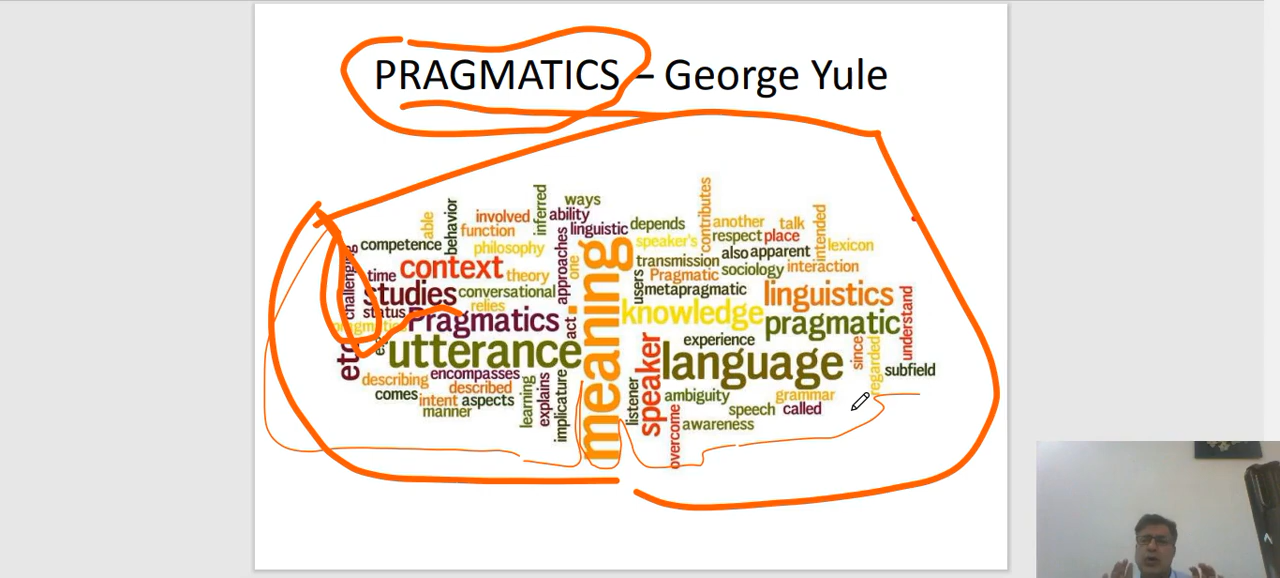 PRAGMATICS – George Yule
ways
contributes
inferred
behavior
able
involved
ability
another
talk
intended
function
linguistic
depends
competence
philosophy
approaches
speaker's
respect
place
lexicon
also
apparent
challenging
time
context
theory
one
meaning
transmission
users
Pragmatic
sociology
interaction
studies
conversational
metapragmatic
linguistics
understand
status
relies
pragmatic
Pragmatics
act
knowledge
pragmatic
etc
utterance
experience
since
regarded
speaker
language
subfield
describing
encompasses
described
learning
explains
implicature
listener
ambiguity
grammar
comes
intent
aspects
manner
speech
called
overcome
awareness